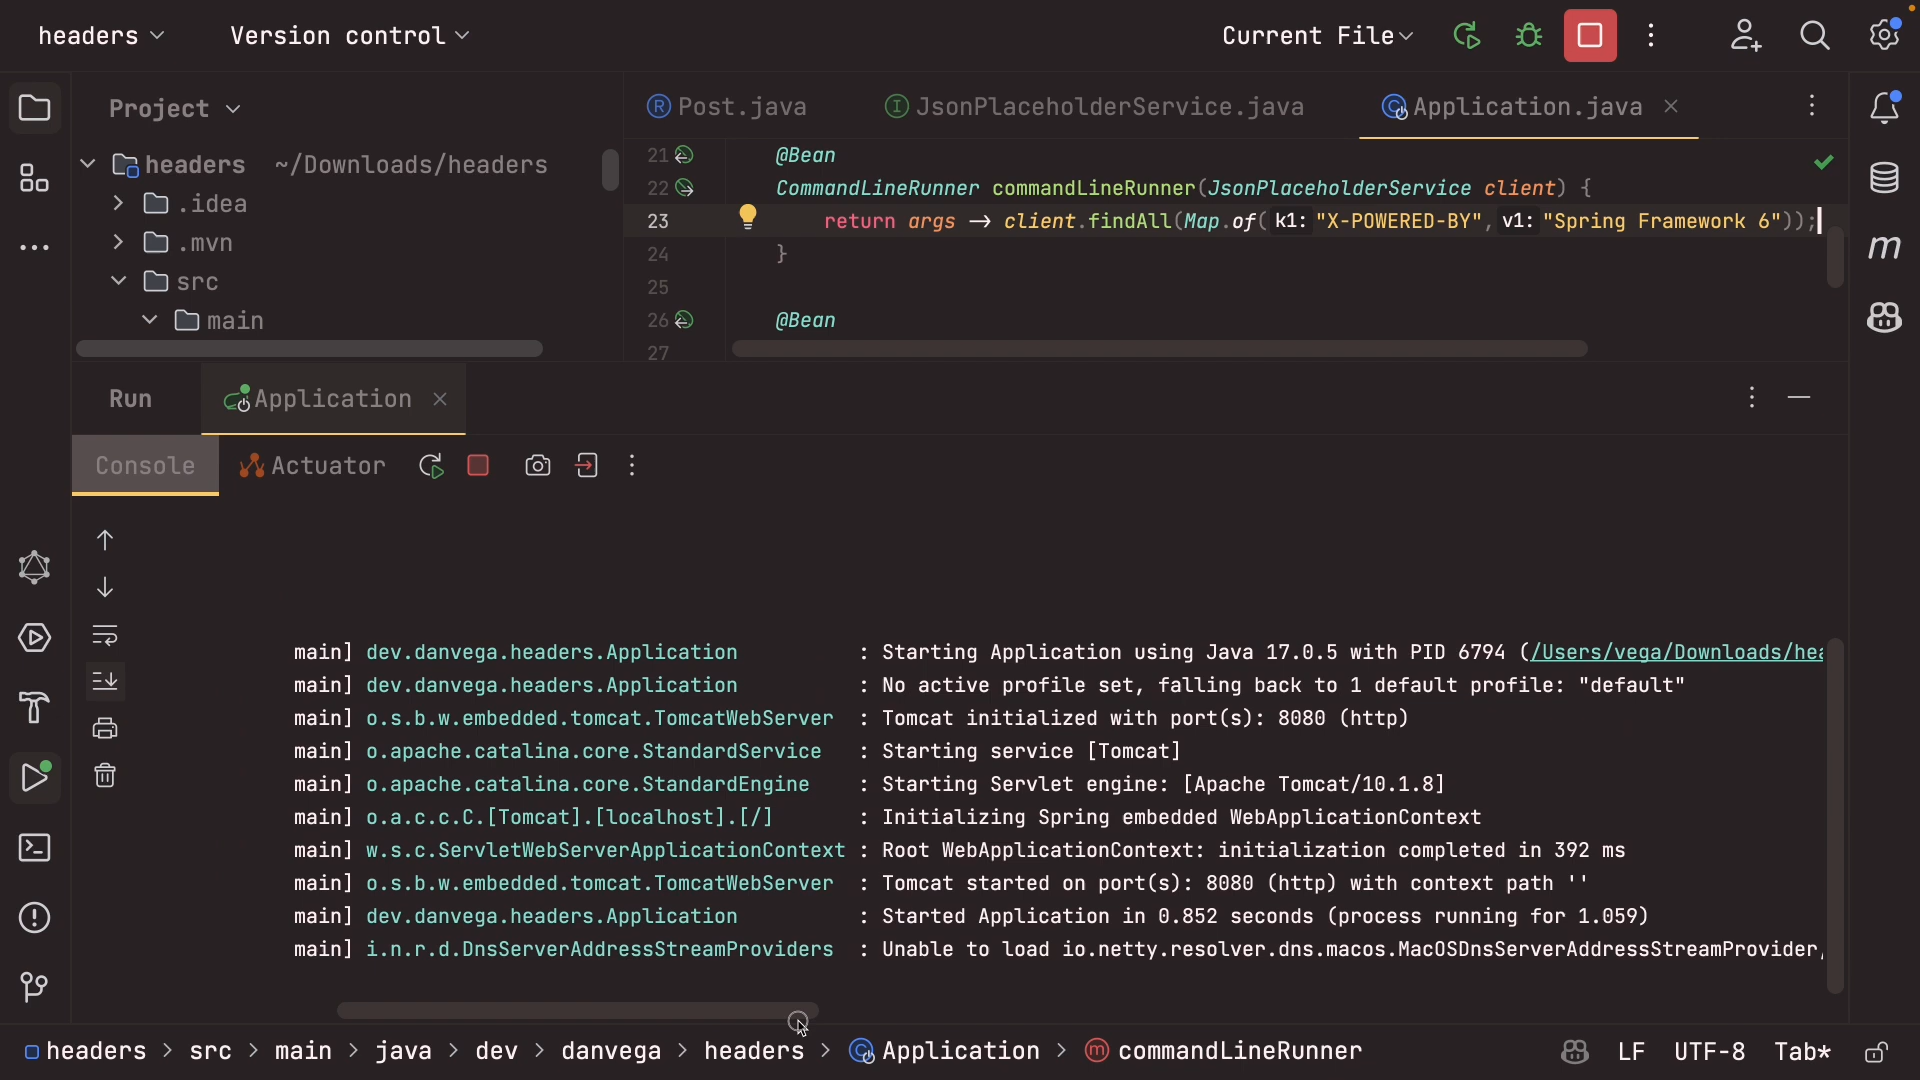 headers
Version control
Current File
Project
Post.java
JsonPlaceholderService.java
Application.java
headers ~/Downloads/headers
.idea
.mvn
src
main
21 @Bean
22 CommandLineRunner commandLineRunner(JsonPlaceholderService client) {
23 return args → client.findAll(Map.of( k1: "X-POWERED-BY", v1: "Spring Framework 6"));
24 }
25
26 @Bean
27
Run
Application
Console
Actuator
main] dev.danvega.headers.Application : Starting Application using Java 17.0.5 with PID 6794 (/Users/vega/Downloads/hea
main] dev.danvega.headers.Application : No active profile set, falling back to 1 default profile: "default"
main] o.s.b.w.embedded.tomcat.TomcatWebServer : Tomcat initialized with port(s): 8080 (http)
main] o.apache.catalina.core.StandardService : Starting service [Tomcat]
main] o.apache.catalina.core.StandardEngine : Starting Servlet engine: [Apache Tomcat/10.1.8]
main] o.a.c.c.C.[Tomcat].[localhost].[/] : Initializing Spring embedded WebApplicationContext
main] w.s.c.ServletWebServerApplicationContext : Root WebApplicationContext: initialization completed in 392 ms
main] o.s.b.w.embedded.tomcat.TomcatWebServer : Tomcat started on port(s): 8080 (http) with context path ''
main] dev.danvega.headers.Application : Started Application in 0.852 seconds (process running for 1.059)
main] i.n.r.d.DnsServerAddressStreamProviders : Unable to load io.netty.resolver.dns.macos.MacOSDnsServerAddressStreamProvider,
headers > src > main > java > dev > danvega > headers > Application > commandLineRunner
LF UTF-8 Tab*